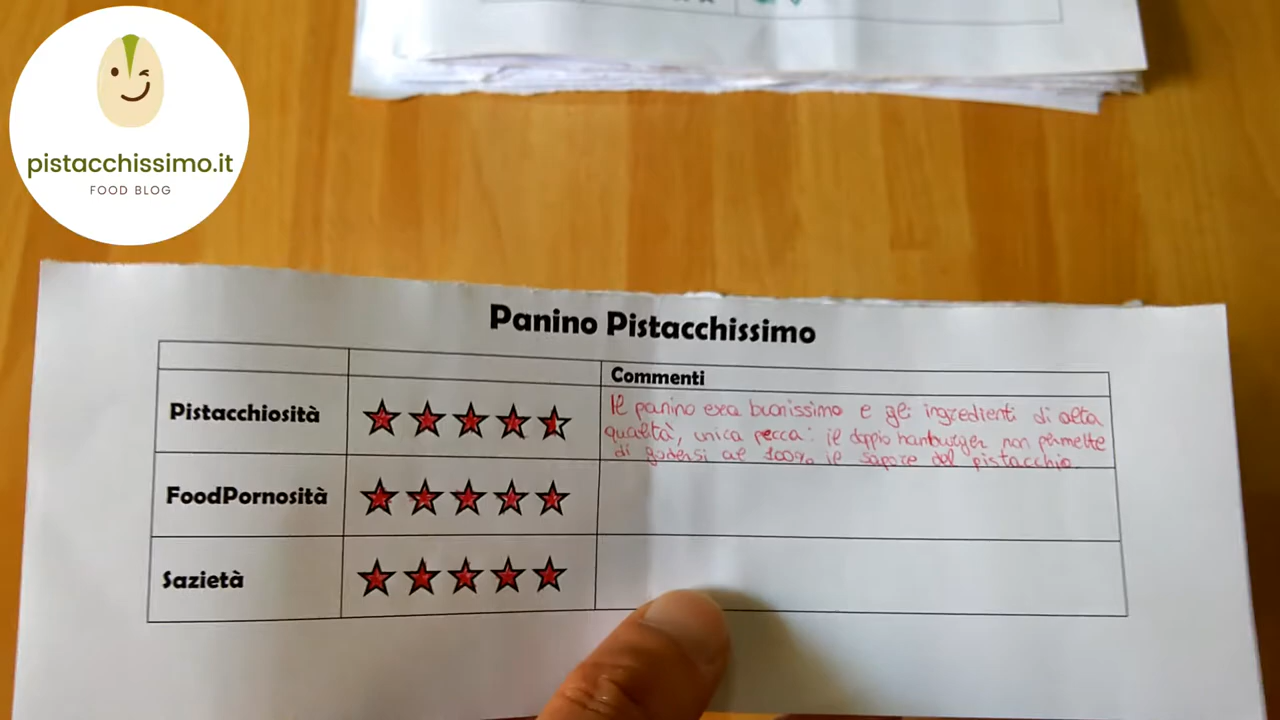 pistacchissimo.it
FOOD BLOG
Panino Pistacchissimo
Commenti
Pistacchiosità
Il panino era buonissimo e gli ingredienti di alta
qualità, unica pecca: il doppio hamburger non permette
di godersi al 100% il sapore del pistacchio.
FoodPornosità
Sazietà